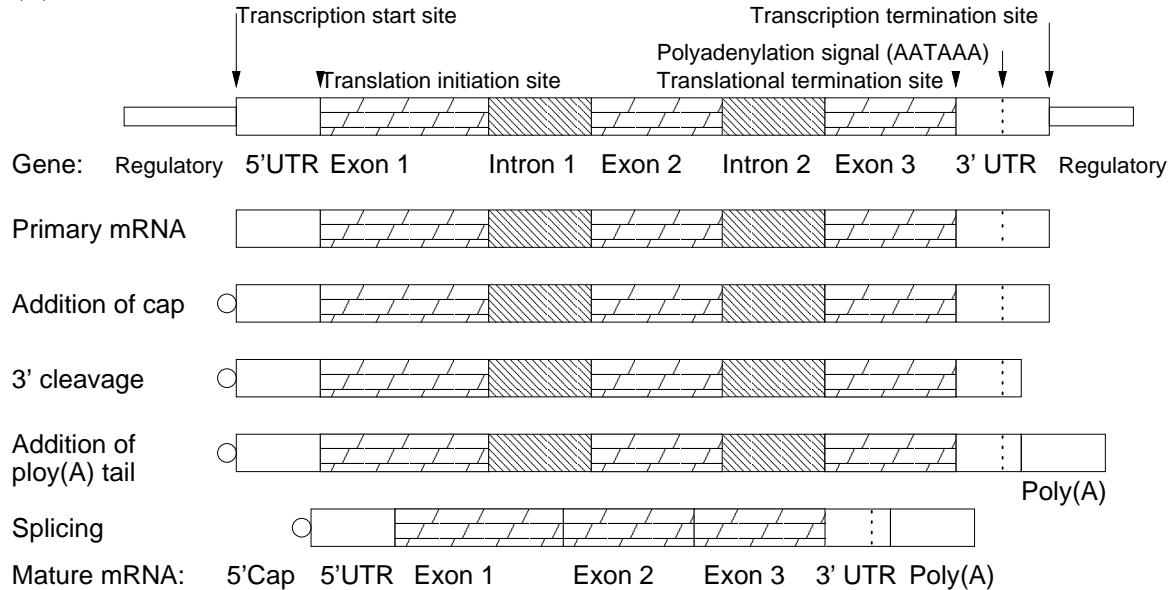 Transcription start site Transcription termination site
Polyadenylation signal (AATAAA)
Translation initiation site Translational termination site
Gene: Regulatory 5’UTR Exon 1 Intron 1 Exon 2 Intron 2 Exon 3 3’ UTR Regulatory
Primary mRNA
Addition of cap
3’ cleavage
Addition of
ploy(A) tail
Poly(A)
Splicing
Mature mRNA: 5’Cap 5’UTR Exon 1 Exon 2 Exon 3 3’ UTR Poly(A)